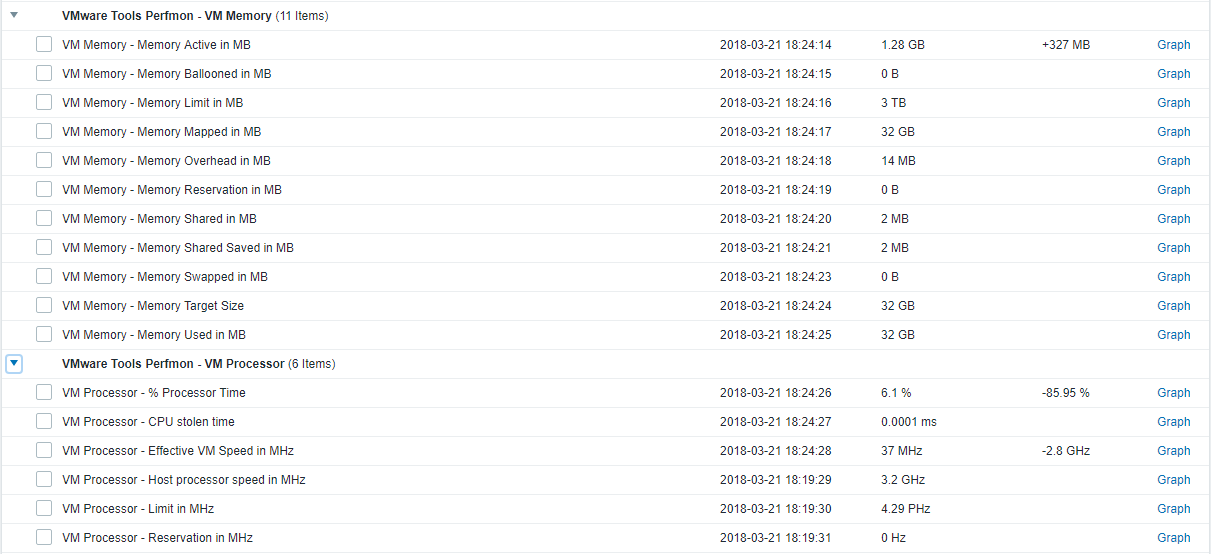 VMware Tools Perfmon - VM Memory (11 Items)
VM Memory - Memory Active in MB 2018-03-21 18:24:14 1.28 GB +327 MB Graph
VM Memory - Memory Ballooned in MB 2018-03-21 18:24:15 0 B Graph
VM Memory - Memory Limit in MB 2018-03-21 18:24:16 3 TB Graph
VM Memory - Memory Mapped in MB 2018-03-21 18:24:17 32 GB Graph
VM Memory - Memory Overhead in MB 2018-03-21 18:24:18 14 MB Graph
VM Memory - Memory Reservation in MB 2018-03-21 18:24:19 0 B Graph
VM Memory - Memory Shared in MB 2018-03-21 18:24:20 2 MB Graph
VM Memory - Memory Shared Saved in MB 2018-03-21 18:24:21 2 MB Graph
VM Memory - Memory Swapped in MB 2018-03-21 18:24:23 0 B Graph
VM Memory - Memory Target Size 2018-03-21 18:24:24 32 GB Graph
VM Memory - Memory Used in MB 2018-03-21 18:24:25 32 GB Graph
VMware Tools Perfmon - VM Processor (6 Items)
VM Processor - % Processor Time 2018-03-21 18:24:26 6.1 % -85.95 % Graph
VM Processor - CPU stolen time 2018-03-21 18:24:27 0.0001 ms Graph
VM Processor - Effective VM Speed in MHz 2018-03-21 18:24:28 37 MHz -2.8 GHz Graph
VM Processor - Host processor speed in MHz 2018-03-21 18:19:29 3.2 GHz Graph
VM Processor - Limit in MHz 2018-03-21 18:19:30 4.29 PHz Graph
VM Processor - Reservation in MHz 2018-03-21 18:19:31 0 Hz Graph